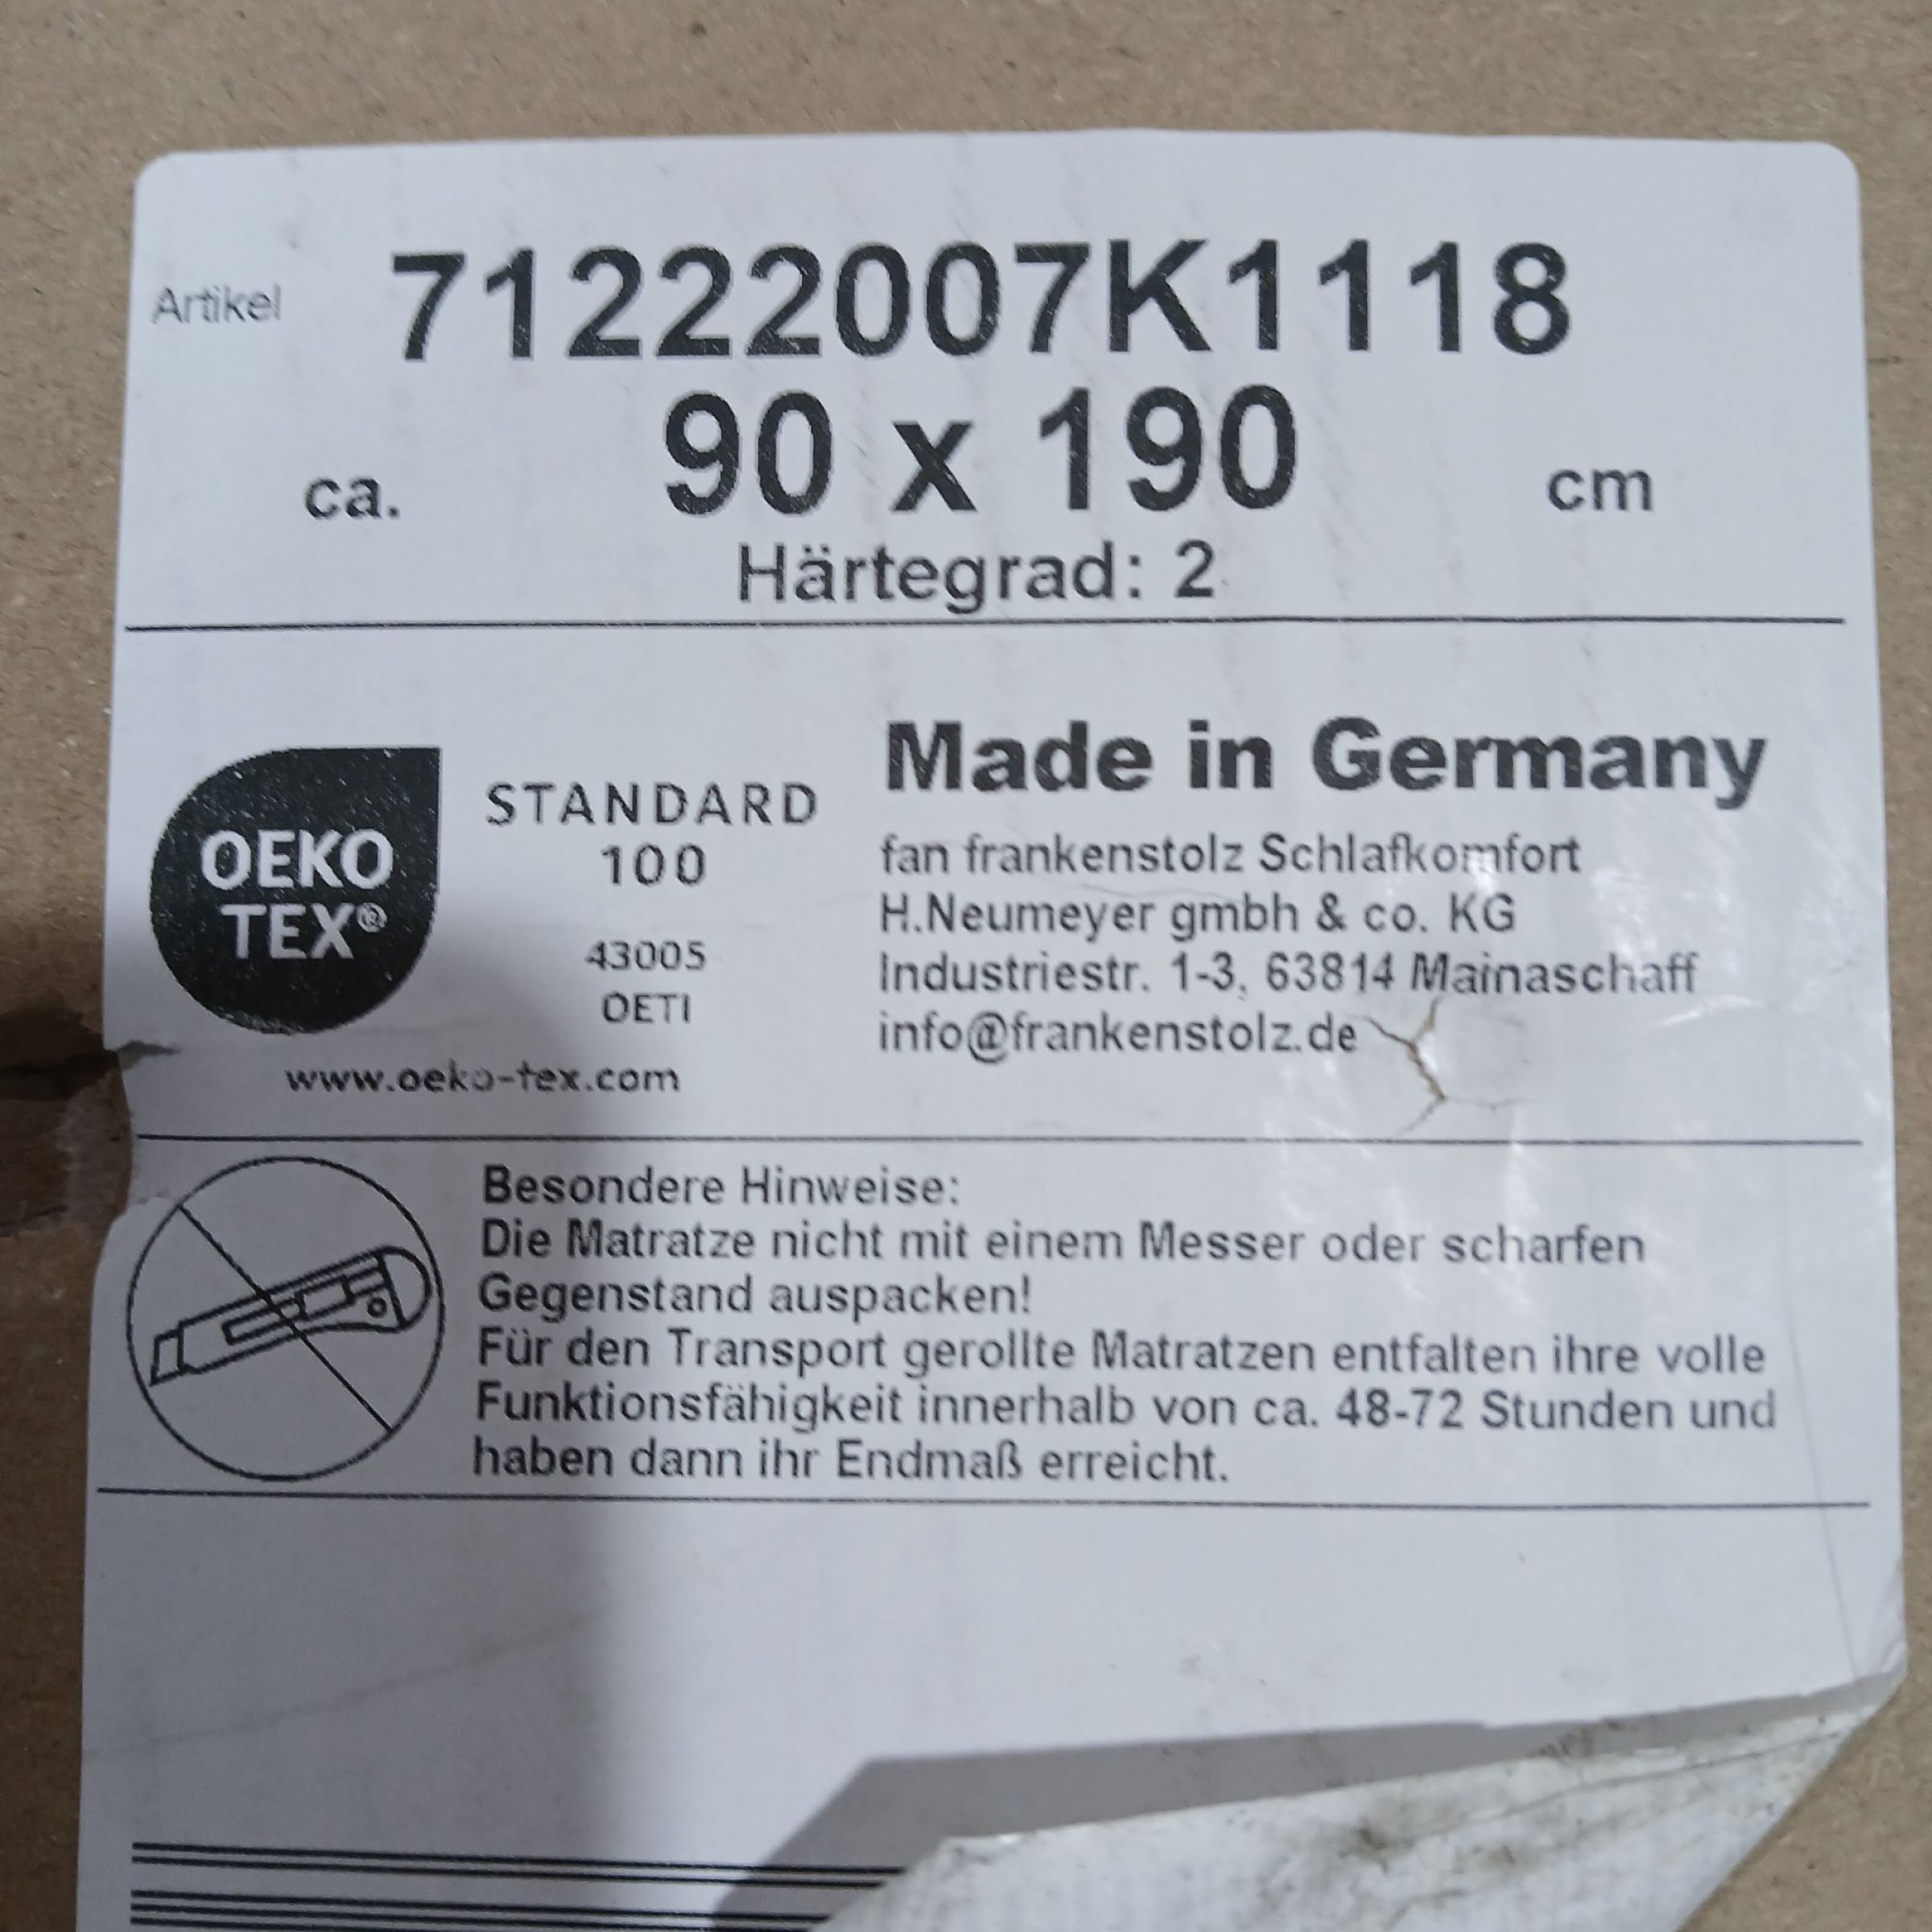 Artikel 71222007K1118
ca. 90 x 190 cm
Härtegrad: 2
OEKO
TEX®
STANDARD
100
43005
OETI
www.oeko-tex.com
Made in Germany
fan frankenstolz Schlafkomfort
H.Neumeyer gmbh & co. KG
Industriestr. 1-3, 63814 Mainaschaff
info@frankenstolz.de
Besondere Hinweise:
Die Matratze nicht mit einem Messer oder scharfen
Gegenstand auspacken!
Für den Transport gerollte Matratzen entfalten ihre volle
Funktionsfähigkeit innerhalb von ca. 48-72 Stunden und
haben dann ihr Endmaß erreicht.